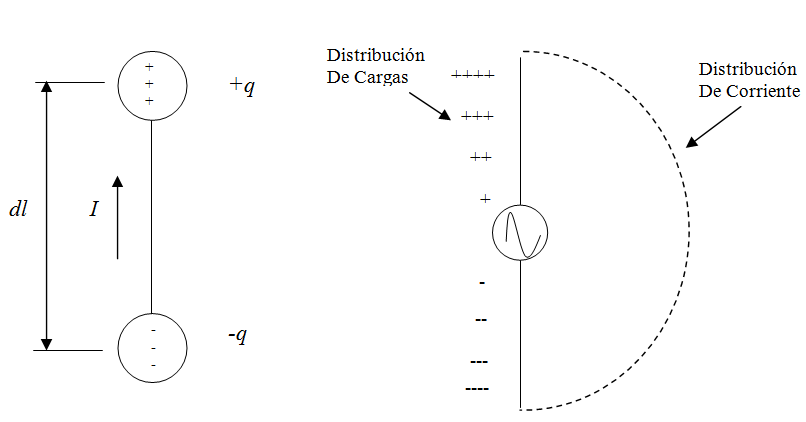 +
+
+
+q
dl
I
-
-
-
-q
Distribución
De Cargas
++++
+++
++
+
-
--
---
----
Distribución
De Corriente